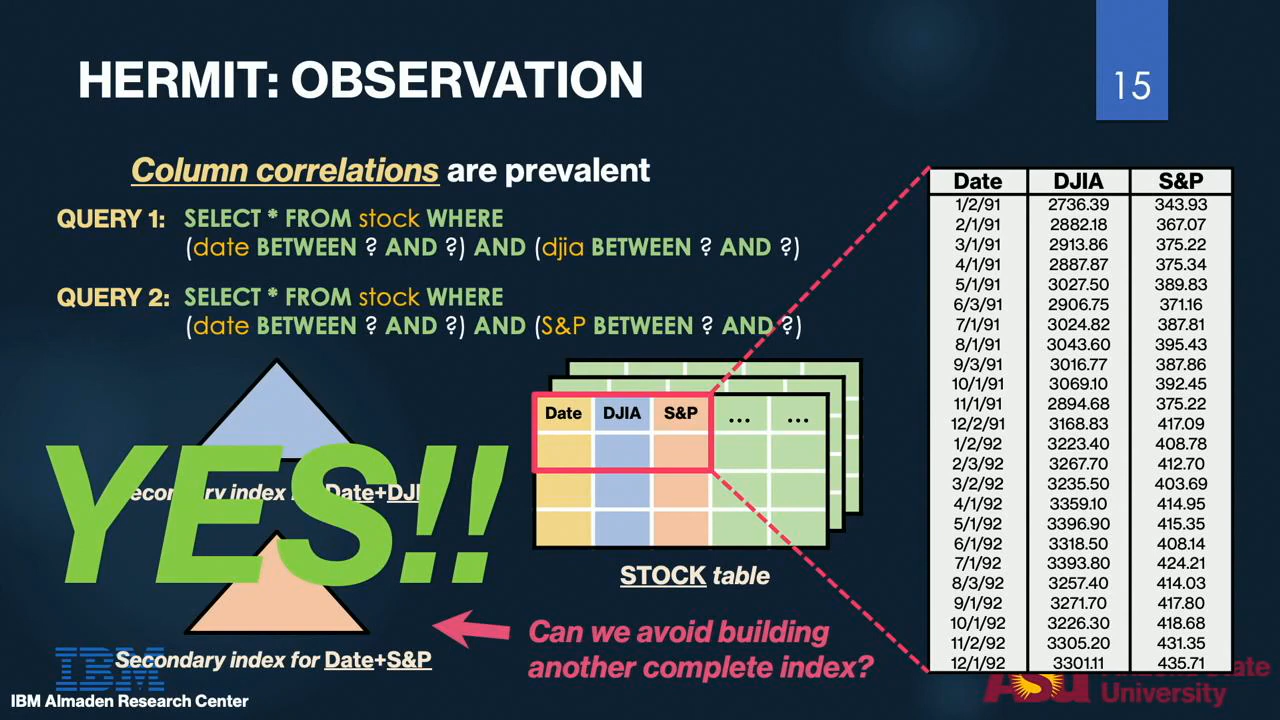 HERMIT: OBSERVATION
15
Column correlations are prevalent
QUERY 1: SELECT * FROM stock WHERE
(date BETWEEN ? AND ?) AND (djia BETWEEN ? AND ?)
QUERY 2: SELECT * FROM stock WHERE
(date BETWEEN ? AND ?) AND (S&P BETWEEN ? AND ?)
YES!!
Secondary index for Date+S&P
Date DJIA S&P ... ...
STOCK table
Can we avoid building
another complete index?
Date DJIA S&P
1/2/91 2736.39 343.93
2/1/91 2882.18 367.07
3/1/91 2913.86 375.22
4/1/91 2887.87 375.34
5/1/91 3027.50 389.83
6/3/91 2906.75 371.16
7/1/91 3024.82 387.81
8/1/91 3043.60 395.43
9/3/91 3016.77 387.86
10/1/91 3069.10 392.45
11/1/91 2894.68 375.22
12/2/91 3168.83 417.09
1/2/92 3223.40 408.78
2/3/92 3267.70 412.70
3/2/92 3235.50 403.69
4/1/92 3359.10 414.95
5/1/92 3396.90 415.35
6/1/92 3318.50 408.14
7/1/92 3393.80 424.21
8/3/92 3257.40 414.03
9/1/92 3271.70 417.80
10/1/92 3226.30 418.68
11/2/92 3305.20 431.35
12/1/92 3301.11 435.71
IBM
IBM Almaden Research Center
ASU
State
University